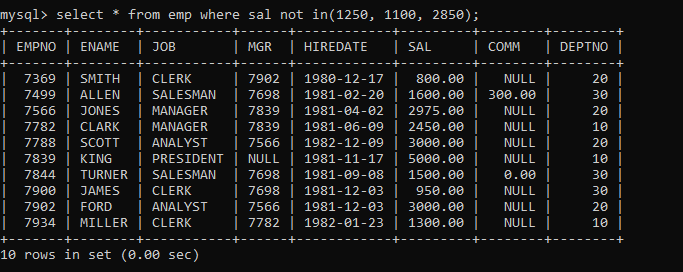 mysql> select * from emp where sal not in(1250, 1100, 2850);
+-------+--------+-----------+------+------------+---------+--------+--------+
| EMPNO | ENAME | JOB | MGR | HIREDATE | SAL | COMM | DEPTNO |
+-------+--------+-----------+------+------------+---------+--------+--------+
| 7369 | SMITH | CLERK | 7902 | 1980-12-17 | 800.00 | NULL | 20 |
| 7499 | ALLEN | SALESMAN | 7698 | 1981-02-20 | 1600.00 | 300.00 | 30 |
| 7566 | JONES | MANAGER | 7839 | 1981-04-02 | 2975.00 | NULL | 20 |
| 7782 | CLARK | MANAGER | 7839 | 1981-06-09 | 2450.00 | NULL | 10 |
| 7788 | SCOTT | ANALYST | 7566 | 1982-12-09 | 3000.00 | NULL | 20 |
| 7839 | KING | PRESIDENT | NULL | 1981-11-17 | 5000.00 | NULL | 10 |
| 7844 | TURNER | SALESMAN | 7698 | 1981-09-08 | 1500.00 | 0.00 | 30 |
| 7900 | JAMES | CLERK | 7698 | 1981-12-03 | 950.00 | NULL | 30 |
| 7902 | FORD | ANALYST | 7566 | 1981-12-03 | 3000.00 | NULL | 20 |
| 7934 | MILLER | CLERK | 7782 | 1982-01-23 | 1300.00 | NULL | 10 |
+-------+--------+-----------+------+------------+---------+--------+--------+
10 rows in set (0.00 sec)